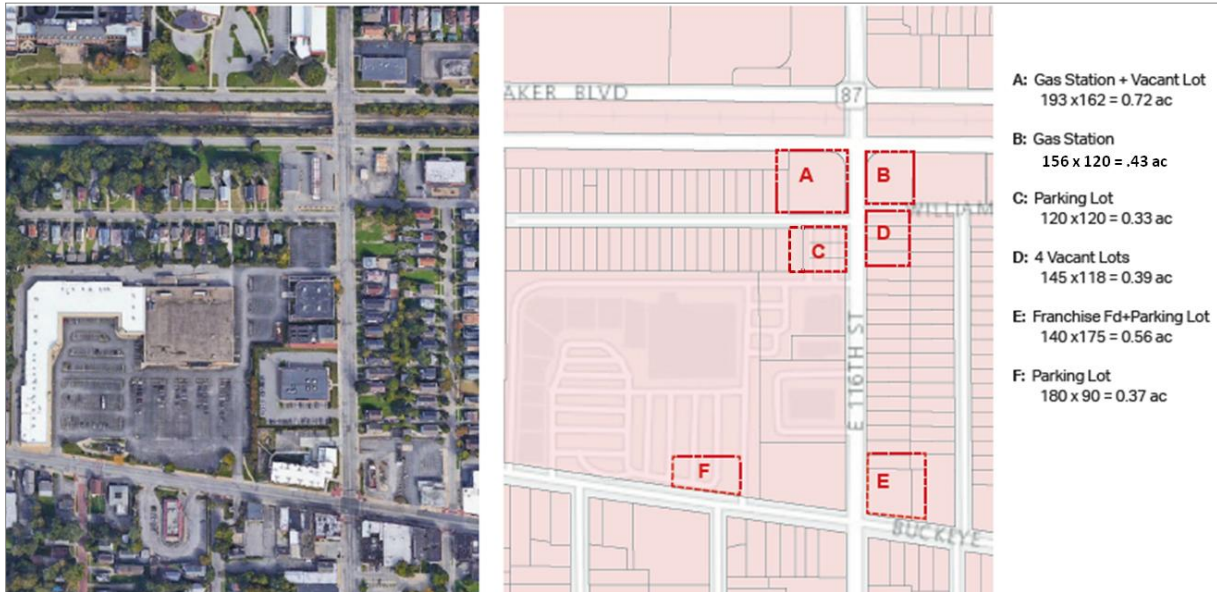 AKER BLVD
87
A
B
WILLIAM
C
D
E 116TH ST
F
E
BUCKEYE
A: Gas Station + Vacant Lot
193 x162 = 0.72 ac
B: Gas Station
156 x 120 = .43 ac
C: Parking Lot
120 x120 = 0.33 ac
D: 4 Vacant Lots
145 x118 = 0.39 ac
E: Franchise Fd+Parking Lot
140 x175 = 0.56 ac
F: Parking Lot
180 x 90 = 0.37 ac